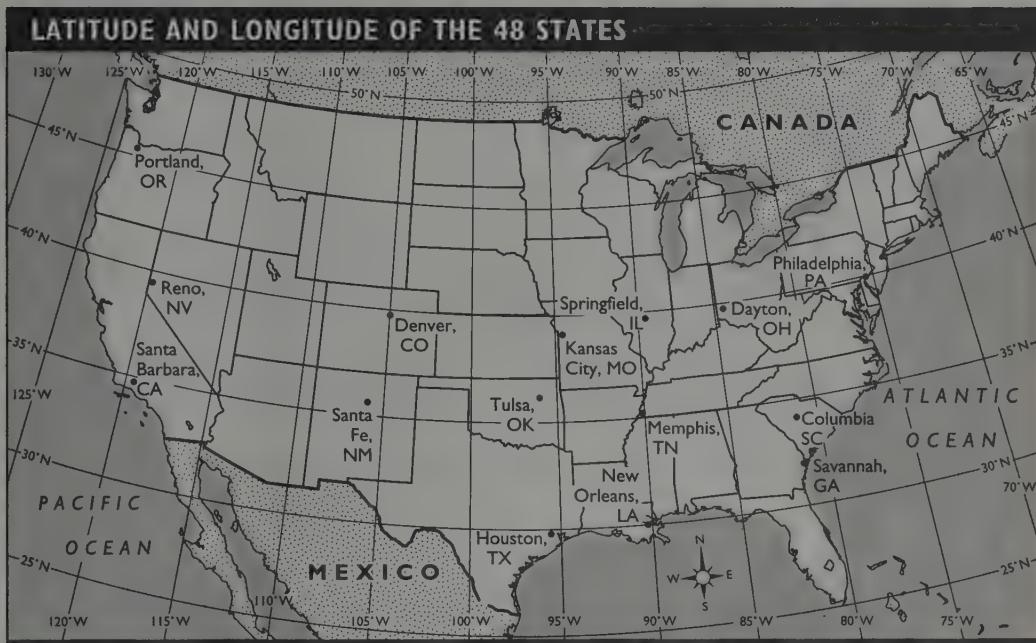 LATITUDE AND LONGITUDE OF THE 48 STATES
130°W
125°W
120°W
115°W
110°W
105°W
100°W
95°W
90°W
85°W
80°W
75°W
70°W
65°W
50°N
50°N
45°N
45°N
CANADA
Portland,
OR
40°N
40°N
Reno,
NV
Philadelphia,
PA
Springfield,
IL
Dayton,
OH
Denver,
CO
Kansas
City, MO
35°N
35°N
Santa
Barbara,
CA
125°W
Santa
Fe,
NM
Tulsa,
OK
Memphis,
TN
Columbia
SC
ATLANTIC
OCEAN
Savannah,
GA
30°N
30°N
70°W
New
Orleans,
LA
PACIFIC
OCEAN
Houston,
TX
N
W
E
S
MEXICO
25°N
25°N
110°W
120°W
115°W
105°W
100°W
95°W
90°W
85°W
80°W
75°W